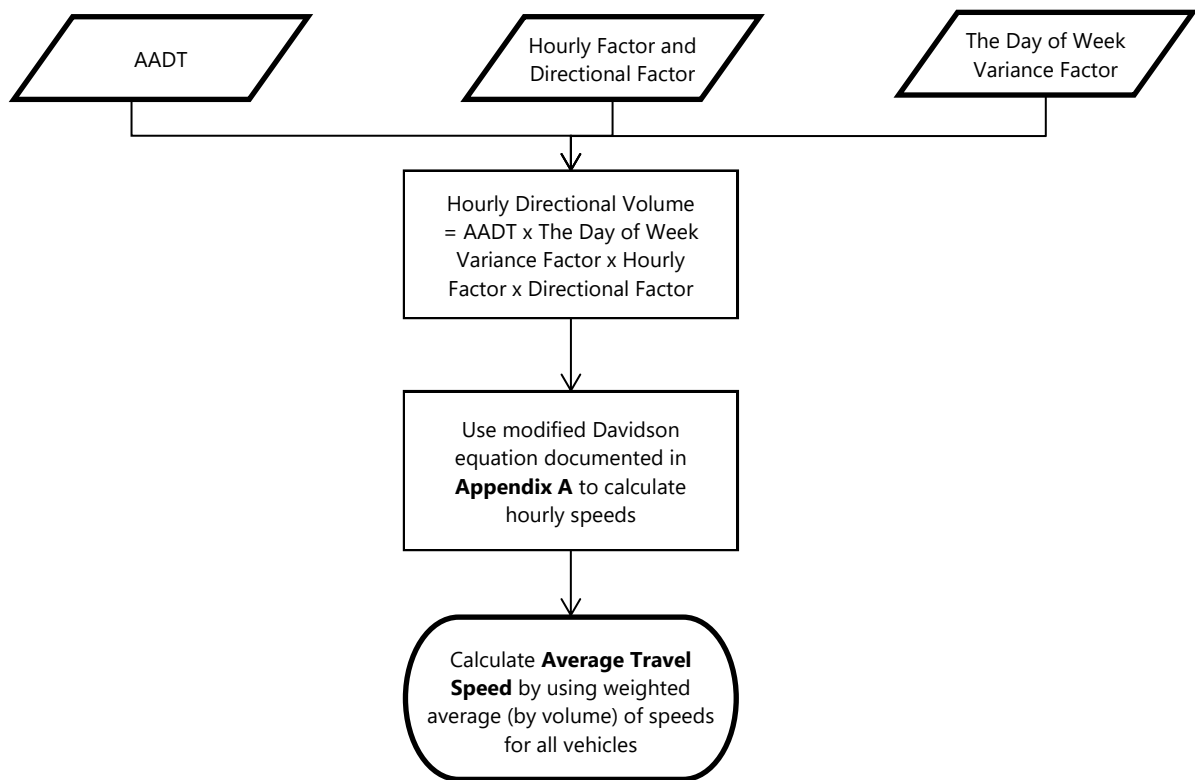 AADT
Hourly Factor and
Directional Factor
The Day of Week
Variance Factor
Hourly Directional Volume
= AADT x The Day of Week
Variance Factor x Hourly
Factor x Directional Factor
Use modified Davidson
equation documented in
Appendix A to calculate
hourly speeds
Calculate Average Travel
Speed by using weighted
average (by volume) of speeds
for all vehicles